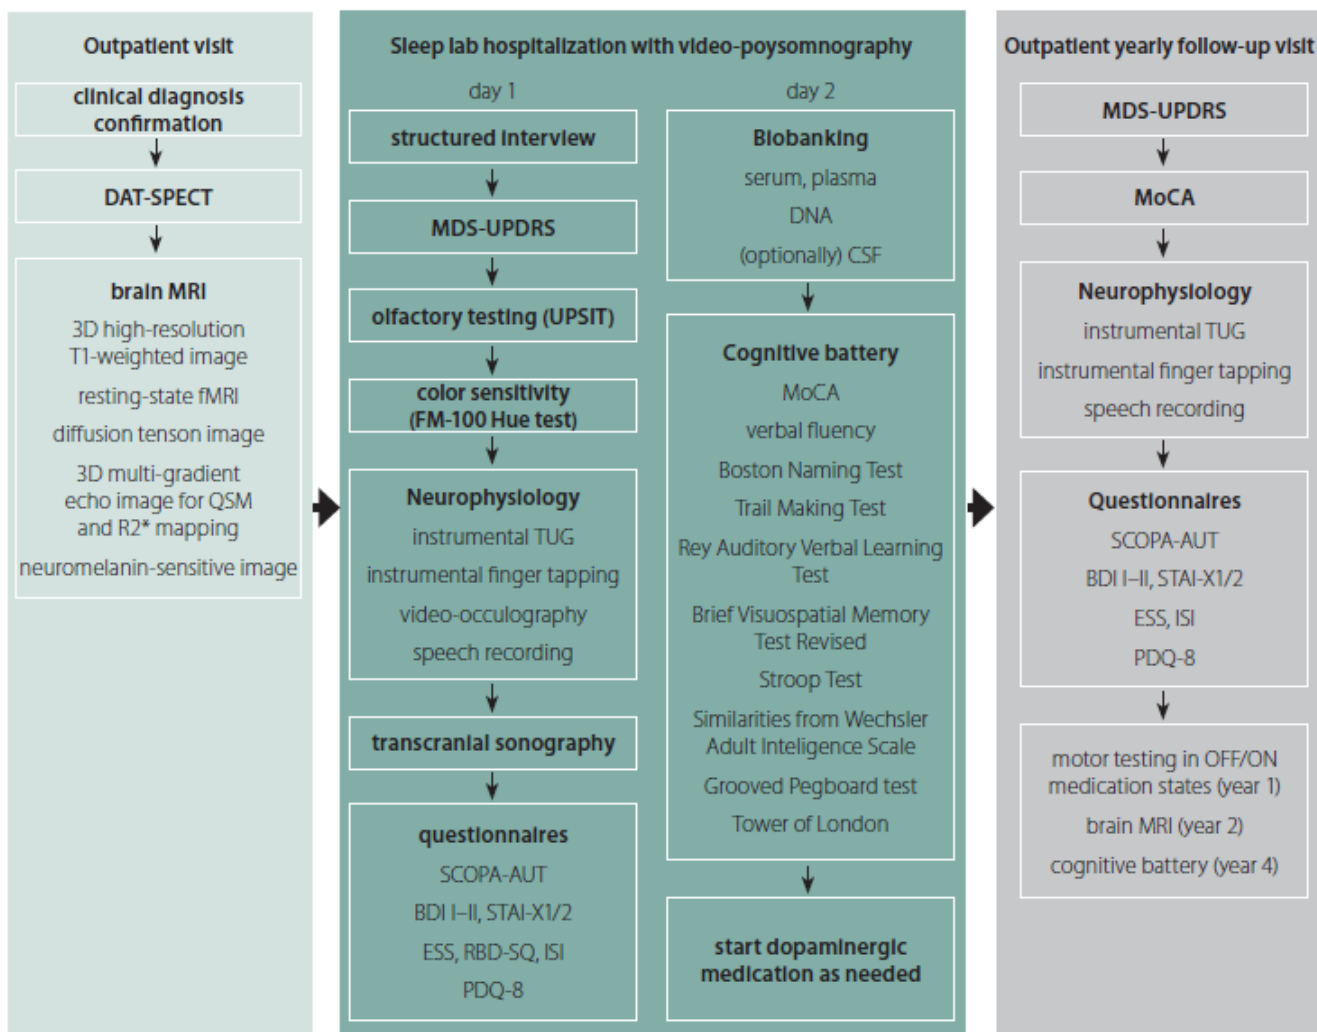 Outpatient visit
clinical diagnosis
confirmation
DAT-SPECT
brain MRI
3D high-resolution
T1-weighted image
resting-state fMRI
diffusion tenson image
3D multi-gradient
echo image for QSM
and R2* mapping
neuromelanin-sensitive image
Sleep lab hospitalization with video-poysomnography
day 1
structured interview
MDS-UPDRS
olfactory testing (UPSIT)
color sensitivity
(FM-100 Hue test)
Neurophysiology
instrumental TUG
instrumental finger tapping
video-occulography
speech recording
transcranial sonography
questionnaires
SCOPA-AUT
BDI I–II, STAI-X1/2
ESS, RBD-SQ, ISI
PDQ-8
day 2
Biobanking
serum, plasma
DNA
(optionally) CSF
Cognitive battery
MoCA
verbal fluency
Boston Naming Test
Trail Making Test
Rey Auditory Verbal Learning
Test
Brief Visuospatial Memory
Test Revised
Stroop Test
Similarities from Wechsler
Adult Inteligence Scale
Grooved Pegboard test
Tower of London
start dopaminergic
medication as needed
Outpatient yearly follow-up visit
MDS-UPDRS
MoCA
Neurophysiology
instrumental TUG
instrumental finger tapping
speech recording
Questionnaires
SCOPA-AUT
BDI I–II, STAI-X1/2
ESS, ISI
PDQ-8
motor testing in OFF/ON
medication states (year 1)
brain MRI (year 2)
cognitive battery (year 4)